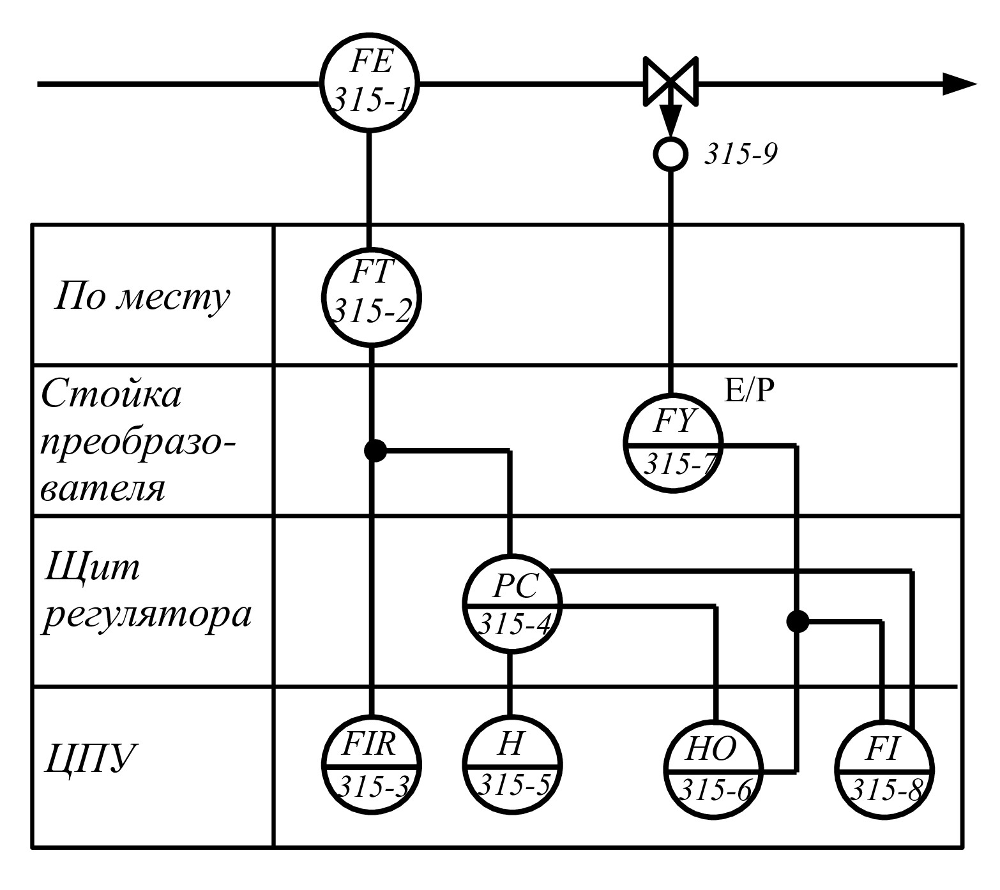 FE
315-1
315-9
По месту
FT
315-2
Стойка
преобразо-
вателя
E/P
FY
315-7
Щит
регулятора
PC
315-4
ЦПУ
FIR
315-3
H
315-5
HO
315-6
FI
315-8